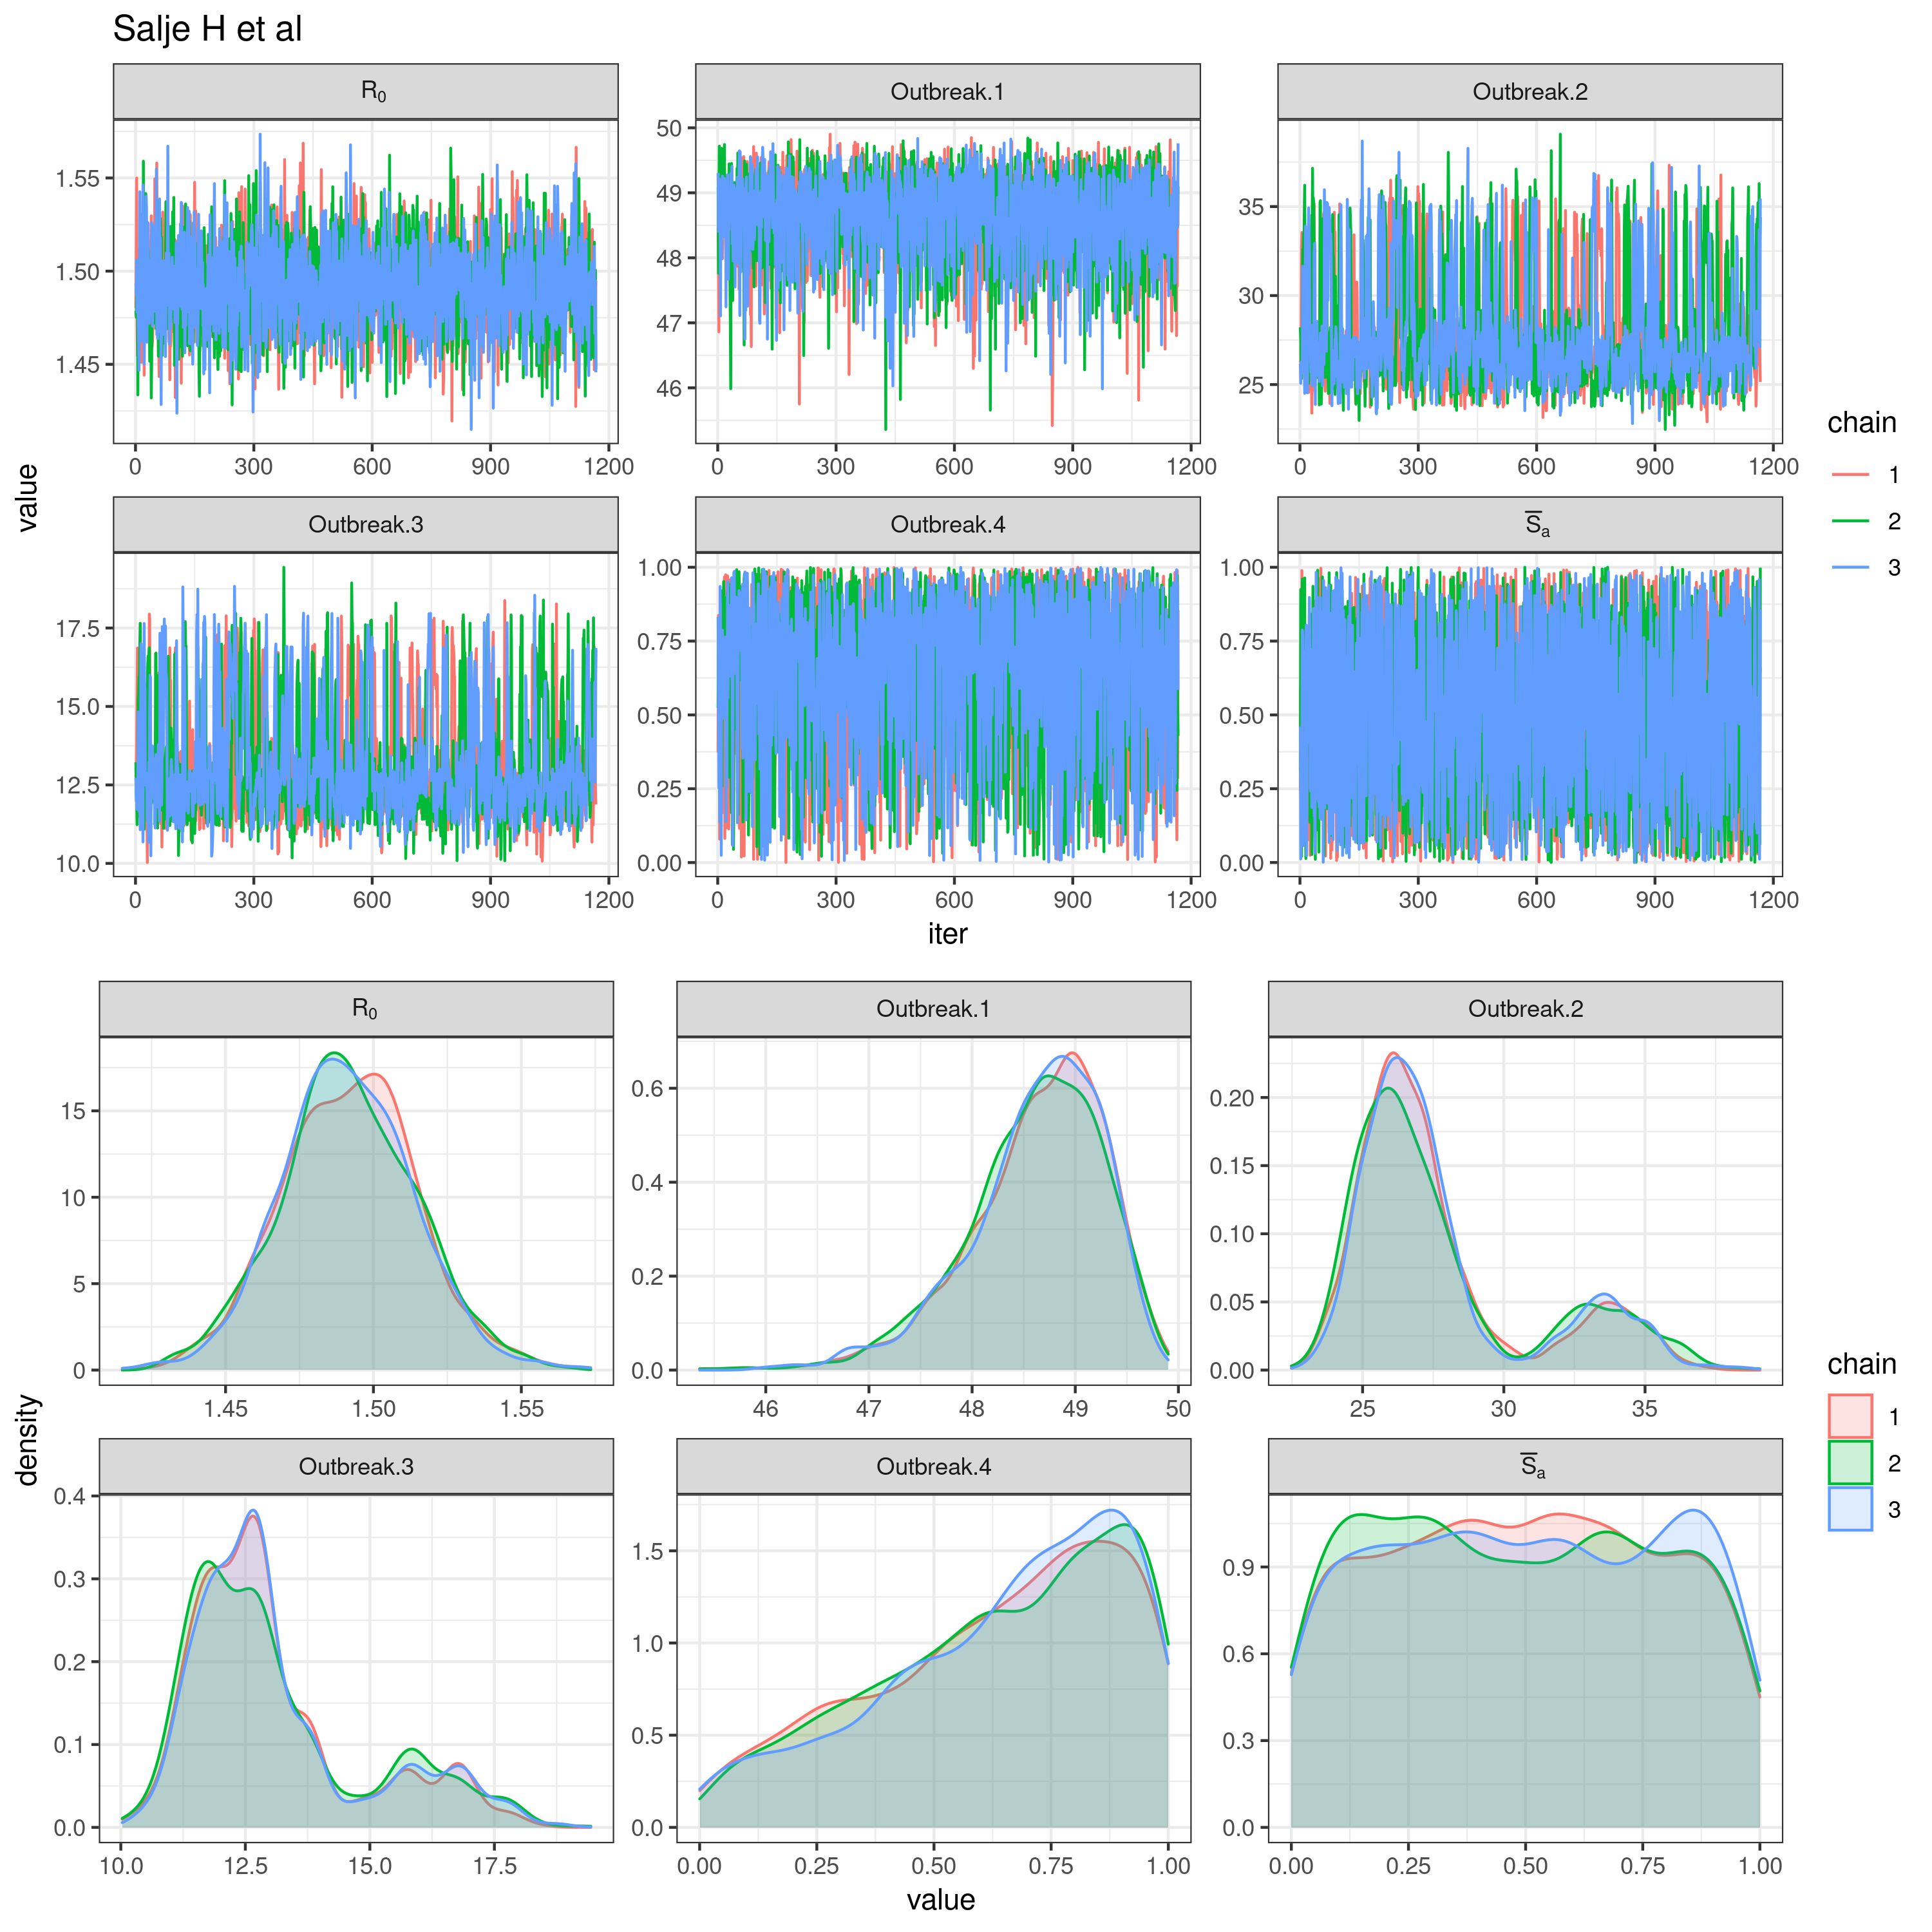 Salje H et al
R₀ Outbreak.1 Outbreak.2
1.55 1.50 1.45
50 49 48 47 46
35 30 25
0 300 600 900 1200 0 300 600 900 1200 0 300 600 900 1200
value
Outbreak.3 Outbreak.4 S̅ₐ
17.5 15.0 12.5 10.0
1.00 0.75 0.50 0.25 0.00
1.00 0.75 0.50 0.25 0.00
0 300 600 900 1200 0 300 600 900 1200 0 300 600 900 1200
iter
chain
1
2
3
R₀ Outbreak.1 Outbreak.2
15 10 5 0
0.6 0.4 0.2 0.0
0.20 0.15 0.10 0.05 0.00
1.45 1.50 1.55 46 47 48 49 50 25 30 35
density
Outbreak.3 Outbreak.4 S̅ₐ
0.4 0.3 0.2 0.1 0.0
1.5 1.0 0.5 0.0
0.9 0.6 0.3 0.0
10.0 12.5 15.0 17.5 0.00 0.25 0.50 0.75 1.00 0.00 0.25 0.50 0.75 1.00
value
chain
1
2
3